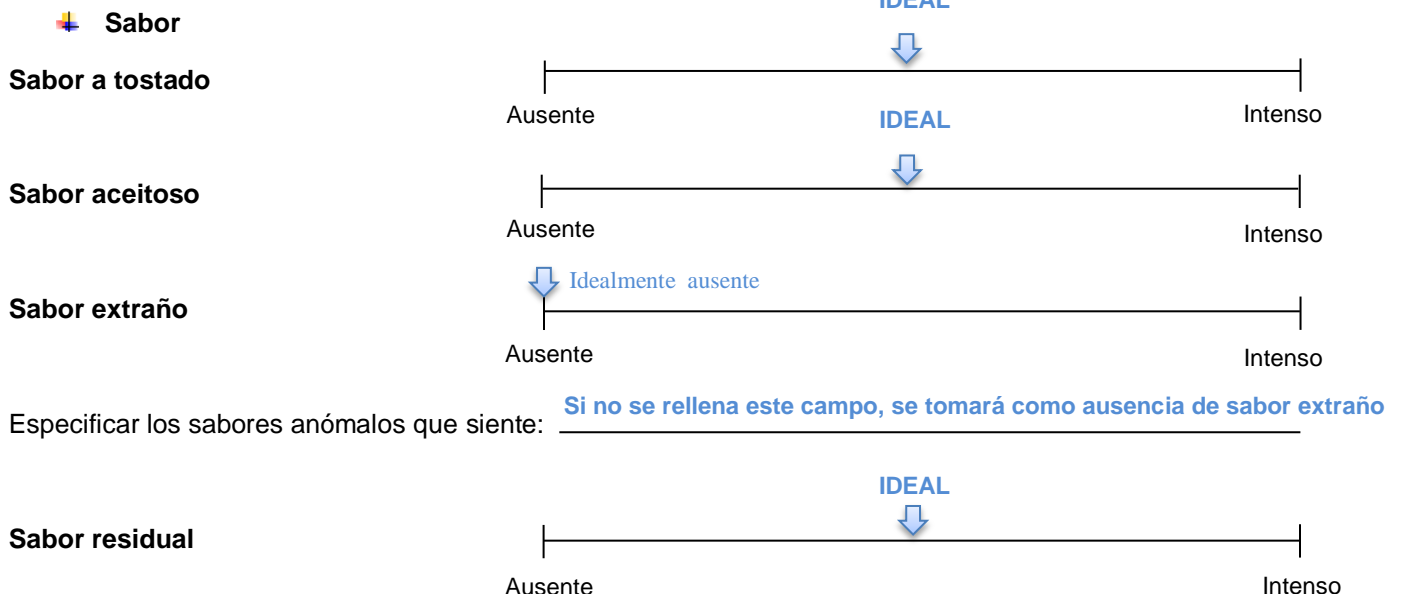 IDEAL
Sabor
Sabor a tostado
Ausente
Intenso
IDEAL
Sabor aceitoso
Ausente
Intenso
Idealmente ausente
Sabor extraño
Ausente
Intenso
Si no se rellena este campo, se tomará como ausencia de sabor extraño
Especificar los sabores anómalos que siente:
IDEAL
Sabor residual
Ausente
Intenso